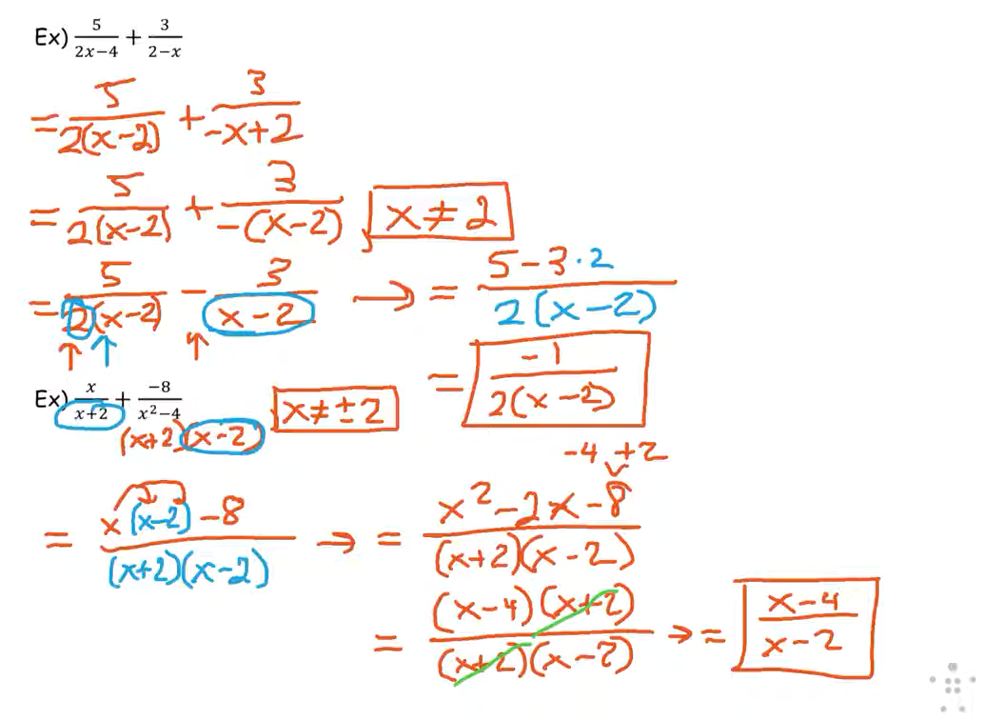 Ex) 5/(2x−4) + 3/(2−x)
= 5/(2(x−2)) + 3/(−x+2)
= 5/(2(x−2)) + 3/(−(x−2)) x ≠ 2
= 5/(2(x−2)) − 3/(x−2) → = (5−3·2)/(2(x−2))
↑ ↑ ↑
= −1/(2(x−2))
Ex) x/(x+2) + −8/(x²−4) x ≠ ±2
(x+2)(x−2)
−4 +2
= (x(x−2)−8)/((x+2)(x−2)) → = (x²−2x−8)/((x+2)(x−2))
= ((x−4)(x+2))/((x+2)(x−2)) → = (x−4)/(x−2)